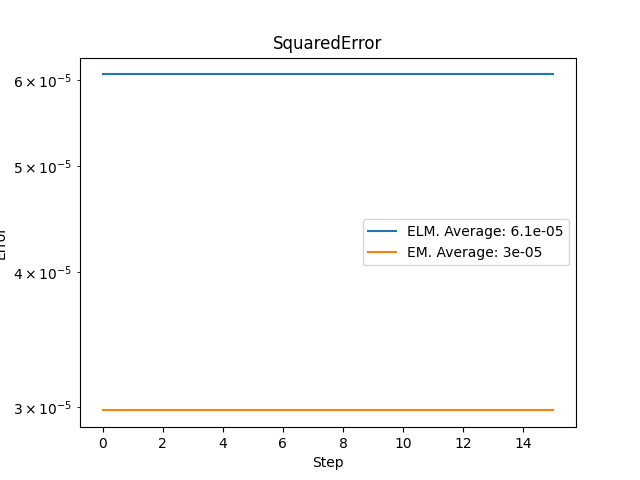 SquaredError
6 × 10⁻⁵
5 × 10⁻⁵
4 × 10⁻⁵
3 × 10⁻⁵
Error
ELM. Average: 6.1e-05
EM. Average: 3e-05
0 2 4 6 8 10 12 14
Step